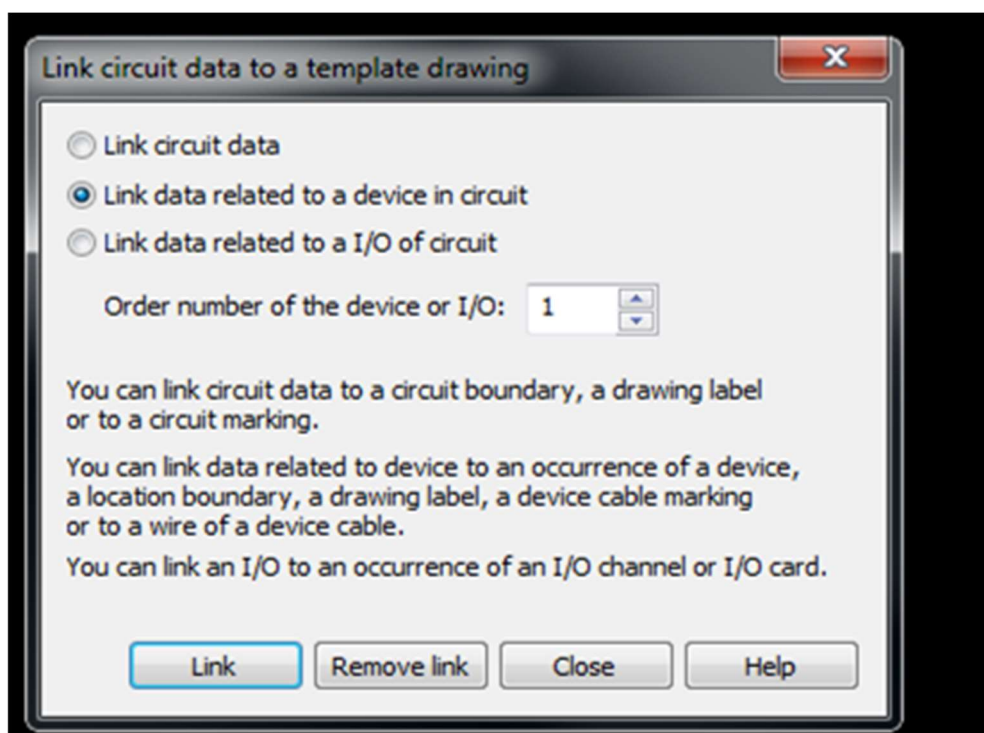 Link circuit data to a template drawing
Link circuit data
Link data related to a device in circuit
Link data related to a I/O of circuit
Order number of the device or I/O: 1
You can link circuit data to a circuit boundary, a drawing label
or to a circuit marking.
You can link data related to device to an occurrence of a device,
a location boundary, a drawing label, a device cable marking
or to a wire of a device cable.
You can link an I/O to an occurrence of an I/O channel or I/O card.
Link Remove link Close Help